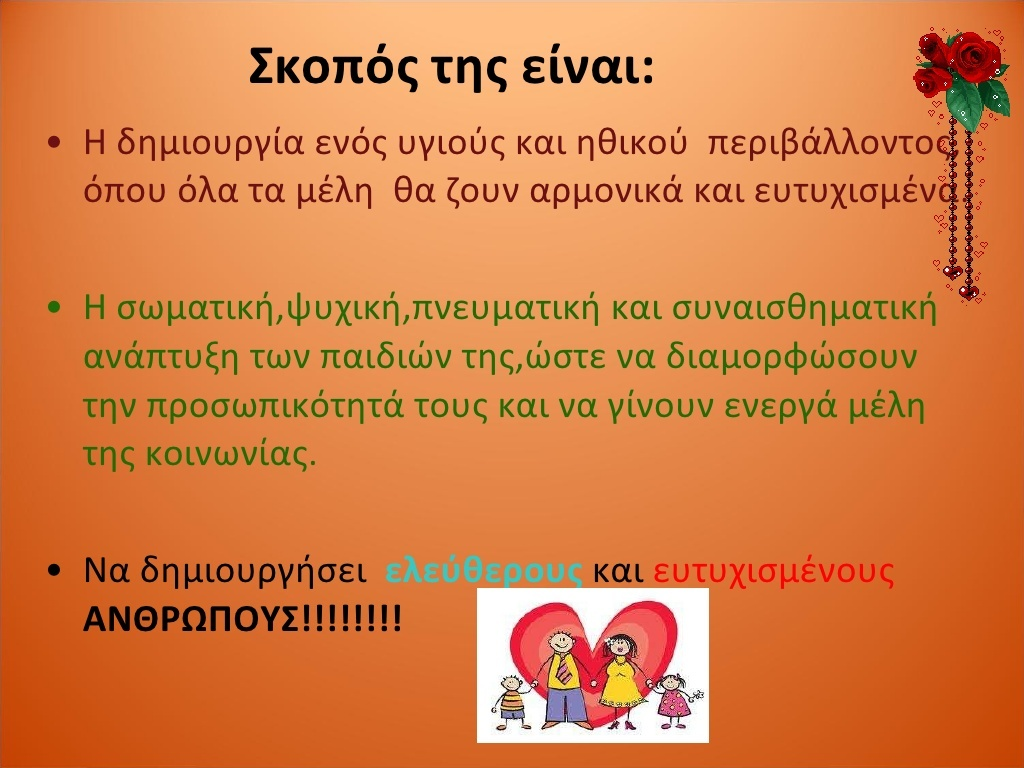 Σκοπός της είναι:
• Η δημιουργία ενός υγιούς και ηθικού περιβάλλοντος,
όπου όλα τα μέλη θα ζουν αρμονικά και ευτυχισμένα.
• Η σωματική,ψυχική,πνευματική και συναισθηματική
ανάπτυξη των παιδιών της,ώστε να διαμορφώσουν
την προσωπικότητά τους και να γίνουν ενεργά μέλη
της κοινωνίας.
• Να δημιουργήσει ελεύθερους και ευτυχισμένους
ΑΝΘΡΩΠΟΥΣ!!!!!!!!